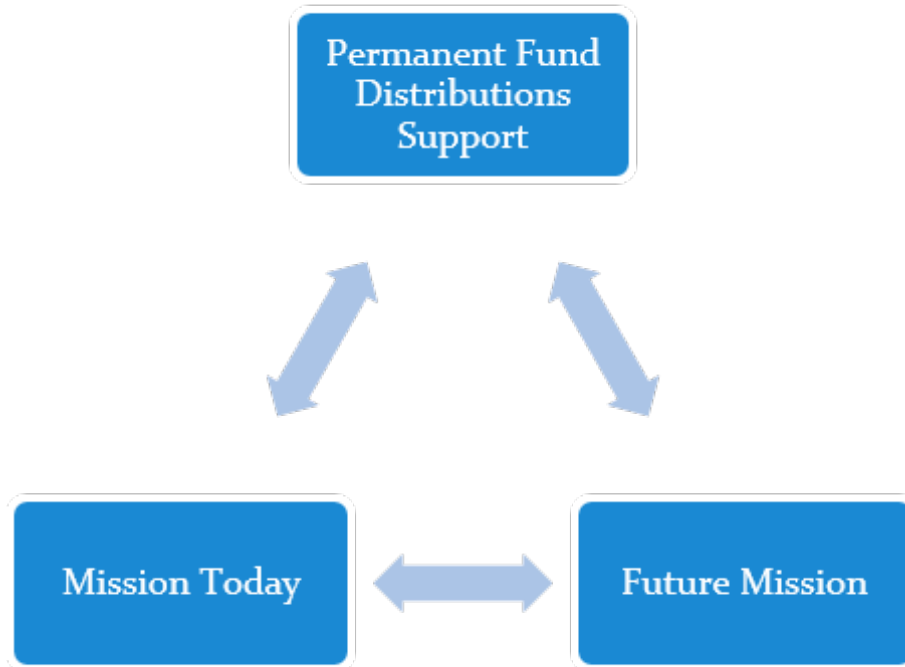 Permanent Fund
Distributions
Support
Mission Today
Future Mission